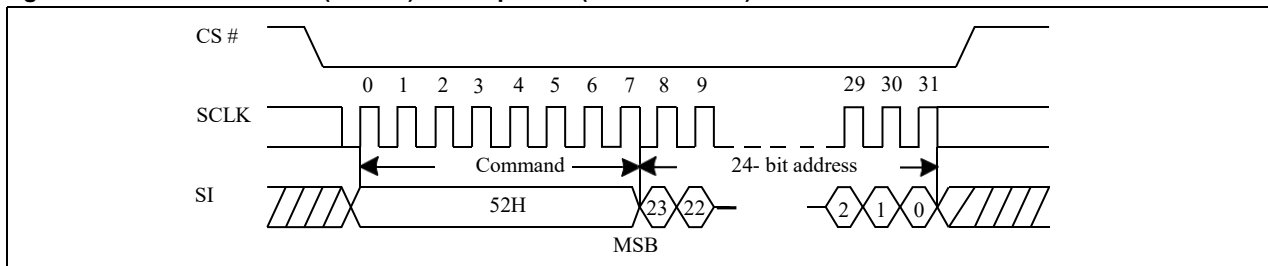 CS #
0 1 2 3 4 5 6 7 8 9 29 30 31
SCLK
Command 24- bit address
SI
52H 23 22 2 1 0
MSB